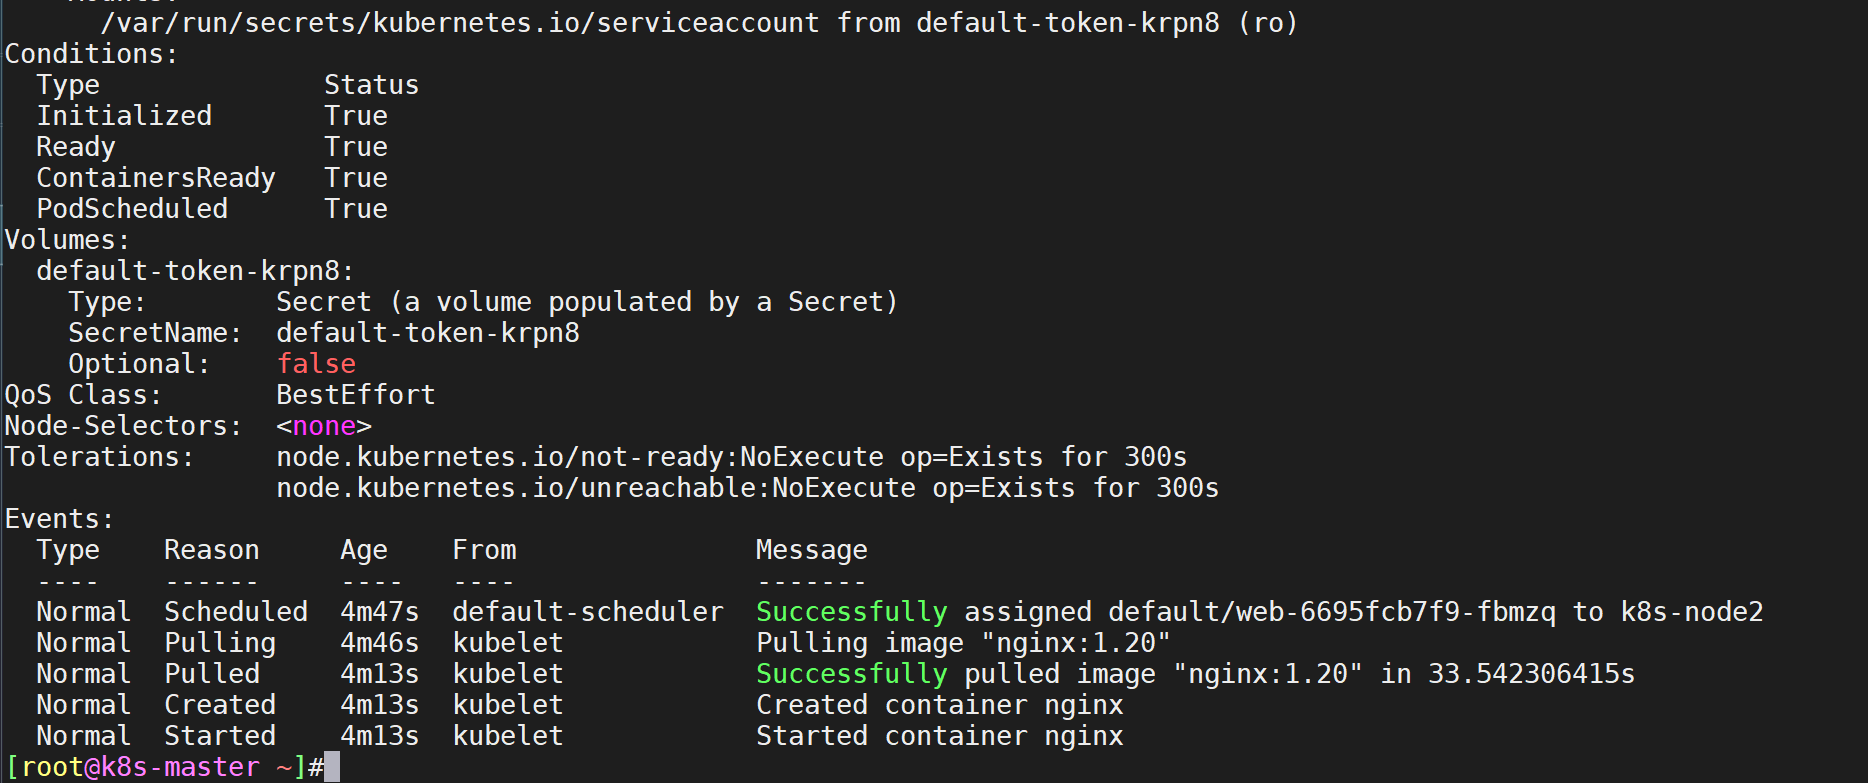 /var/run/secrets/kubernetes.io/serviceaccount from default-token-krpn8 (ro)
Conditions:
  Type              Status
  Initialized       True
  Ready             True
  ContainersReady   True
  PodScheduled      True
Volumes:
  default-token-krpn8:
    Type:        Secret (a volume populated by a Secret)
    SecretName:  default-token-krpn8
    Optional:    false
QoS Class:       BestEffort
Node-Selectors:  <none>
Tolerations:     node.kubernetes.io/not-ready:NoExecute op=Exists for 300s
                 node.kubernetes.io/unreachable:NoExecute op=Exists for 300s
Events:
  Type    Reason     Age   From               Message
  ----    ------     ----  ----               -------
  Normal  Scheduled  4m47s  default-scheduler  Successfully assigned default/web-6695fcb7f9-fbmzq to k8s-node2
  Normal  Pulling    4m46s  kubelet            Pulling image "nginx:1.20"
  Normal  Pulled     4m13s  kubelet            Successfully pulled image "nginx:1.20" in 33.542306415s
  Normal  Created    4m13s  kubelet            Created container nginx
  Normal  Started    4m13s  kubelet            Started container nginx
[root@k8s-master ~]#